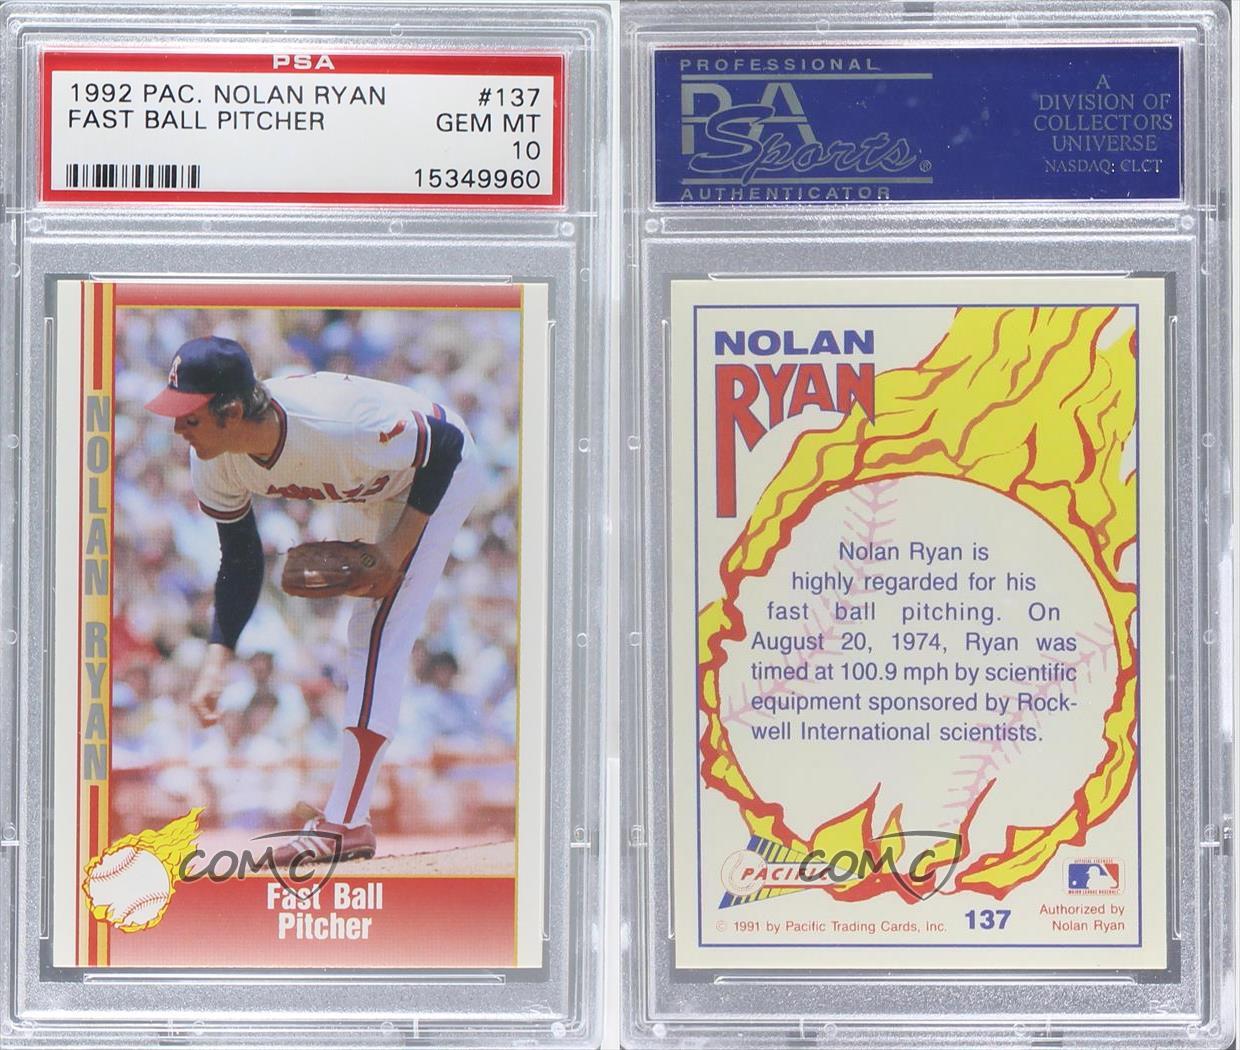 PSA
1992 PAC. NOLAN RYAN #137
FAST BALL PITCHER GEM MT
10
15349960
NOLAN RYAN
COMC
Fast Ball
Pitcher
PROFESSIONAL
PSA
Sports®
AUTHENTICATOR
A
DIVISION OF
COLLECTORS
UNIVERSE
NASDAQ: CLCT
NOLAN
RYAN
Nolan Ryan is
highly regarded for his
fast ball pitching. On
August 20, 1974, Ryan was
timed at 100.9 mph by scientific
equipment sponsored by Rock-
well International scientists.
PACIFIC
COMC
© 1991 by Pacific Trading Cards, Inc. 137
Authorized by
Nolan Ryan